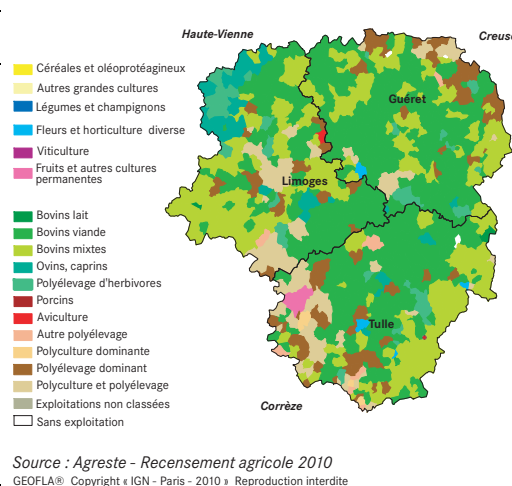 Haute-Vienne
Creuse
Céréales et oléoprotéagineux
Autres grandes cultures
Légumes et champignons
Fleurs et horticulture diverse
Viticulture
Fruits et autres cultures
permanentes
Bovins lait
Bovins viande
Bovins mixtes
Ovins, caprins
Polyélevage d'herbivores
Porcins
Aviculture
Autre polyélevage
Polyculture dominante
Polyélevage dominant
Polyculture et polyélevage
Exploitations non classées
Sans exploitation
Guéret
Limoges
Tulle
Corrèze
Source : Agreste - Recensement agricole 2010
GEOFLA® Copyright « IGN - Paris - 2010 » Reproduction interdite